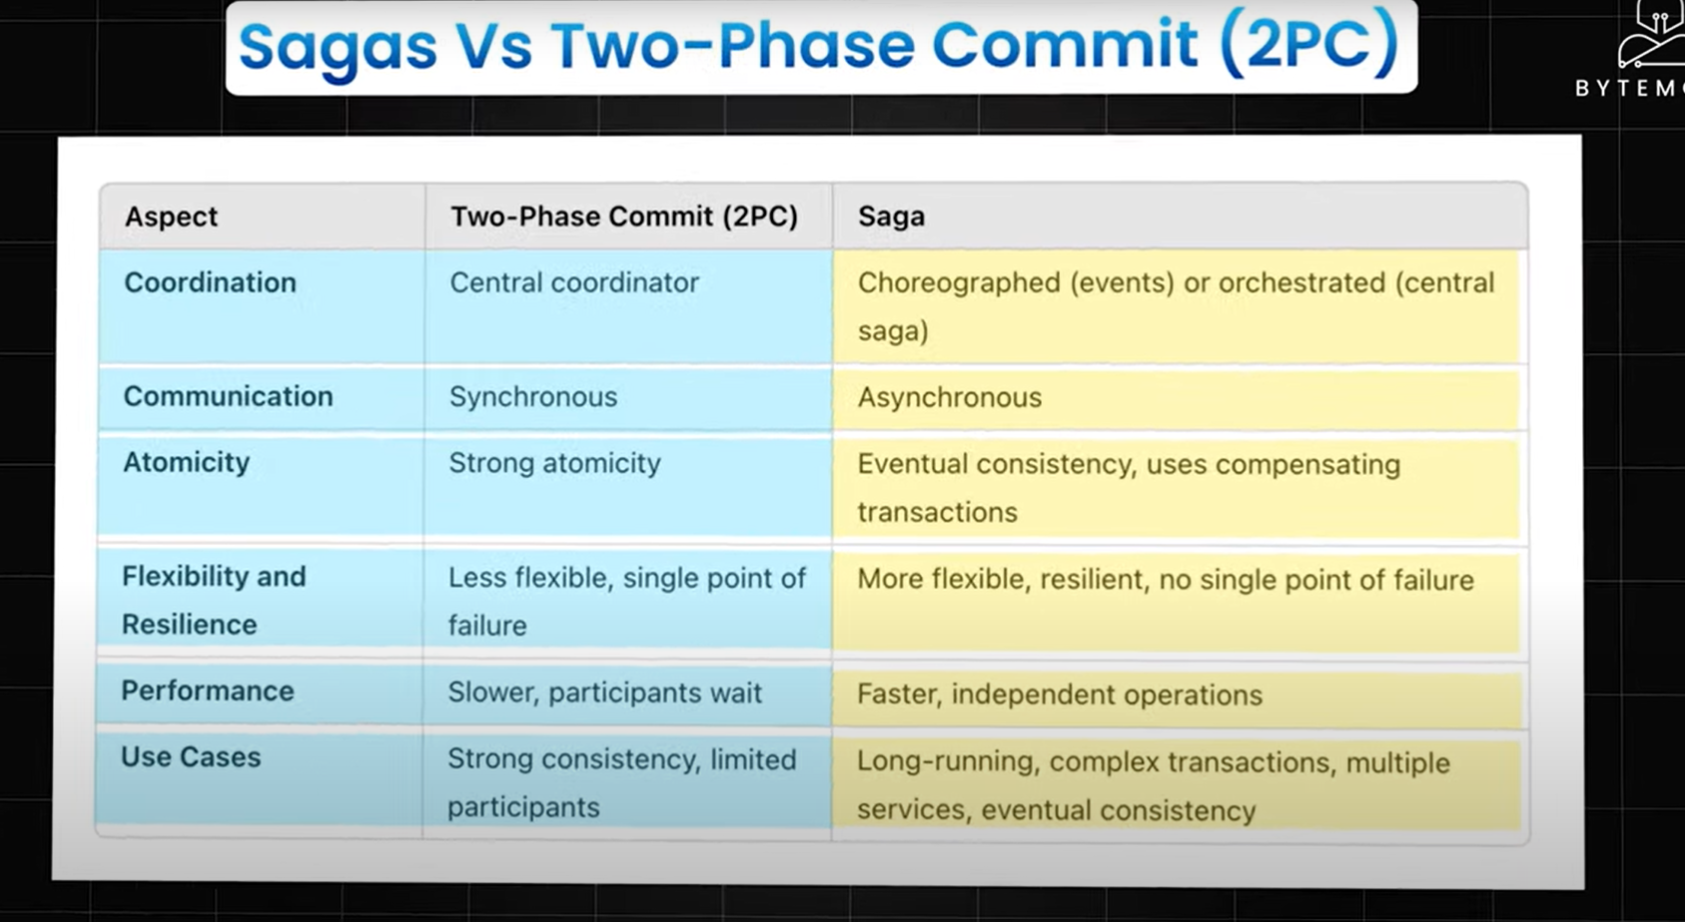 Sagas Vs Two-Phase Commit (2PC)
Aspect
Two-Phase Commit (2PC)
Saga
Coordination
Central coordinator
Choreographed (events) or orchestrated (central
saga)
Communication
Synchronous
Asynchronous
Atomicity
Strong atomicity
Eventual consistency, uses compensating
transactions
Flexibility and
Resilience
Less flexible, single point of
failure
More flexible, resilient, no single point of failure
Performance
Slower, participants wait
Faster, independent operations
Use Cases
Strong consistency, limited
participants
Long-running, complex transactions, multiple
services, eventual consistency